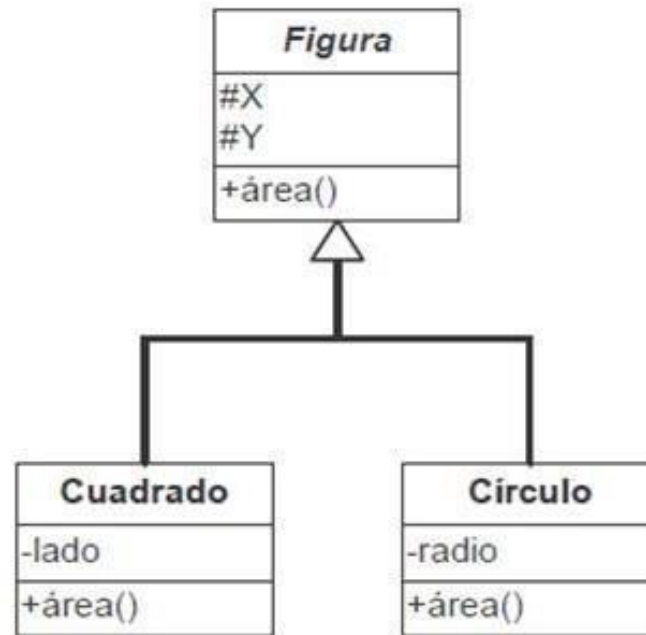 Figura
#X
#Y
+área()
Cuadrado
-lado
+área()
Círculo
-radio
+área()